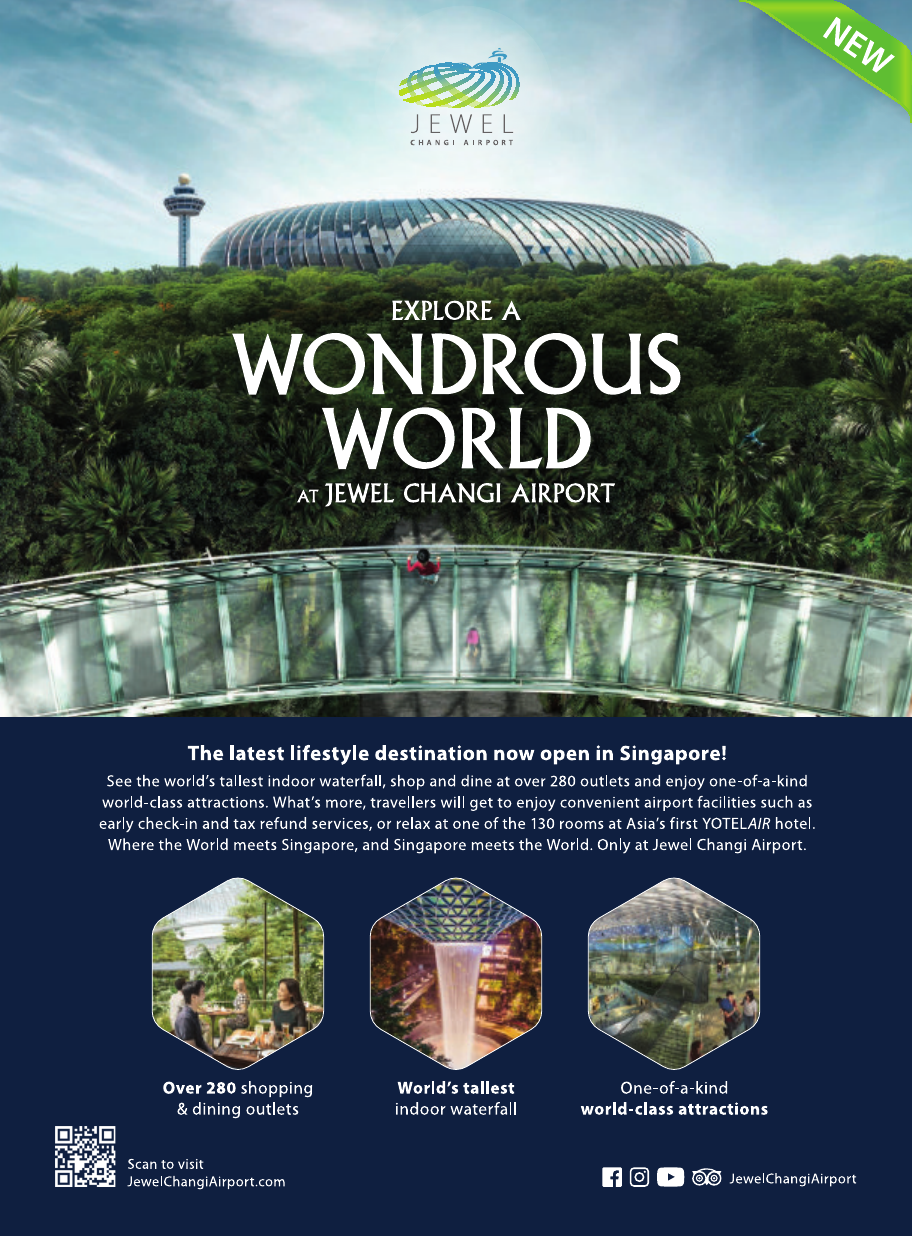 NEW
JEWEL
CHANGI AIRPORT
EXPLORE A
WONDROUS
WORLD
AT JEWEL CHANGI AIRPORT
The latest lifestyle destination now open in Singapore!
See the world's tallest indoor waterfall, shop and dine at over 280 outlets and enjoy one-of-a-kind
world-class attractions. What's more, travellers will get to enjoy convenient airport facilities such as
early check-in and tax refund services, or relax at one of the 130 rooms at Asia's first YOTELAIR hotel.
Where the World meets Singapore, and Singapore meets the World. Only at Jewel Changi Airport.
Over 280 shopping
& dining outlets
World's tallest
indoor waterfall
One-of-a-kind
world-class attractions
Scan to visit
JewelChangiAirport.com
JewelChangiAirport